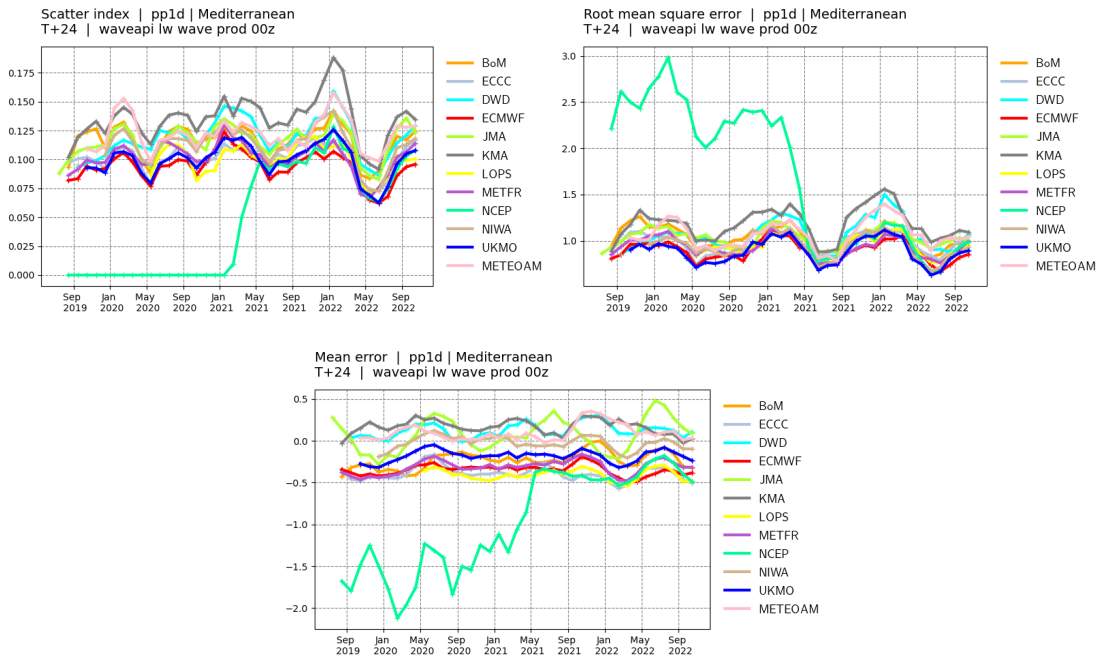 Scatter index | pp1d | Mediterranean
T+24 | waveapi lw wave prod 00z
0.175
0.150
0.125
0.100
0.075
0.050
0.025
0.000
Sep Jan May Sep Jan May Sep Jan May Sep
2019 2020 2020 2020 2021 2021 2021 2022 2022 2022
BoM
ECCC
DWD
ECMWF
JMA
KMA
LOPS
METFR
NCEP
NIWA
UKMO
METEOAM
Root mean square error | pp1d | Mediterranean
T+24 | waveapi lw wave prod 00z
3.0
2.5
2.0
1.5
1.0
Sep Jan May Sep Jan May Sep Jan May Sep
2019 2020 2020 2020 2021 2021 2021 2022 2022 2022
BoM
ECCC
DWD
ECMWF
JMA
KMA
LOPS
METFR
NCEP
NIWA
UKMO
METEOAM
Mean error | pp1d | Mediterranean
T+24 | waveapi lw wave prod 00z
0.5
0.0
−0.5
−1.0
−1.5
−2.0
Sep Jan May Sep Jan May Sep Jan May Sep
2019 2020 2020 2020 2021 2021 2021 2022 2022 2022
BoM
ECCC
DWD
ECMWF
JMA
KMA
LOPS
METFR
NCEP
NIWA
UKMO
METEOAM